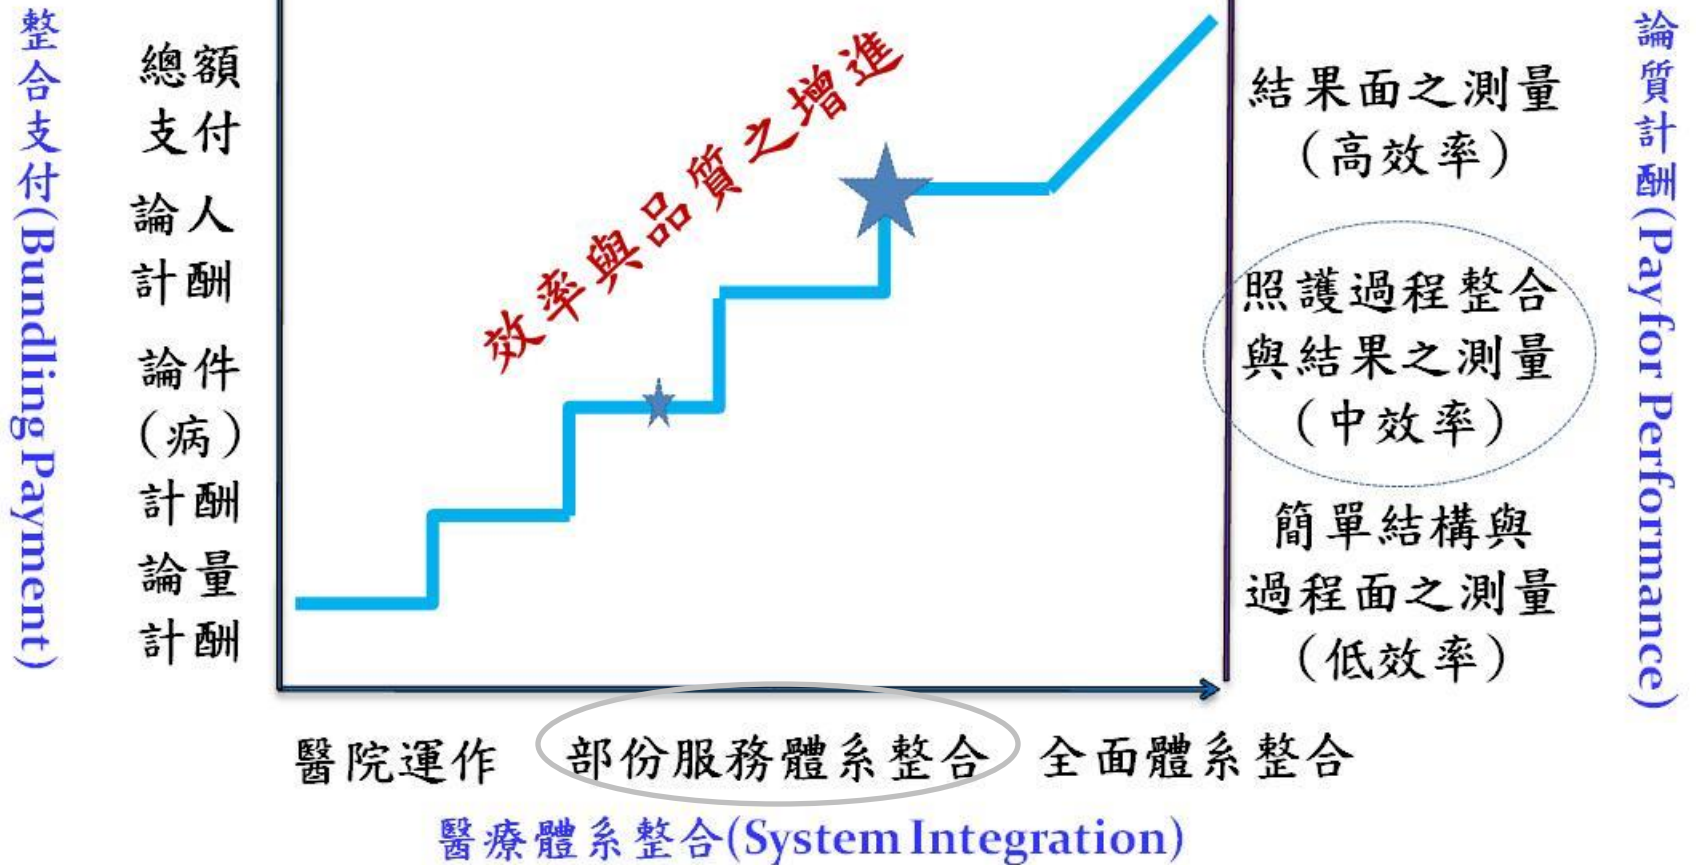 整合支付(Bundling Payment)
總額
支付
論人
計酬
論件
(病)
計酬
論量
計酬
效率與品質之增進
結果面之測量
(高效率)
照護過程整合
與結果之測量
(中效率)
簡單結構與
過程面之測量
(低效率)
論質計酬(Pay for Performance)
醫院運作
部份服務體系整合
全面體系整合
醫療體系整合(System Integration)